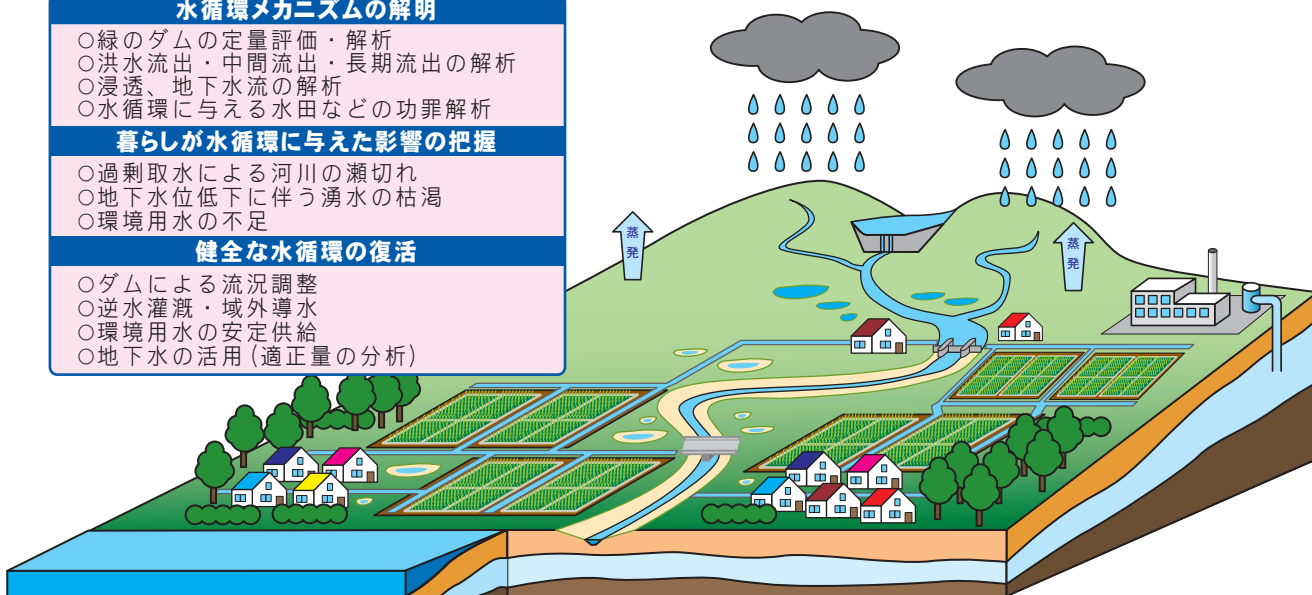 水循環メカニズムの解明
○緑のダムの定量評価・解析
○洪水流出・中間流出・長期流出の解析
○浸透、地下水流の解析
○水循環に与える水田などの功罪解析
暮らしが水循環に与えた影響の把握
○過剰取水による河川の瀬切れ
○地下水位低下に伴う湧水の枯渇
○環境用水の不足
健全な水循環の復活
○ダムによる流況調整
○逆水灌漑・域外導水
○環境用水の安定供給
○地下水の活用(適正量の分析)
蒸発
蒸発